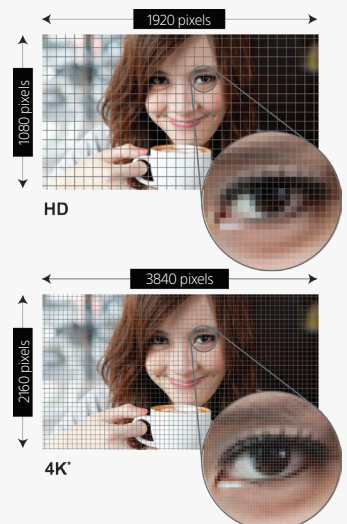 1920 pixels
1080 pixels
HD
3840 pixels
2160 pixels
4K*